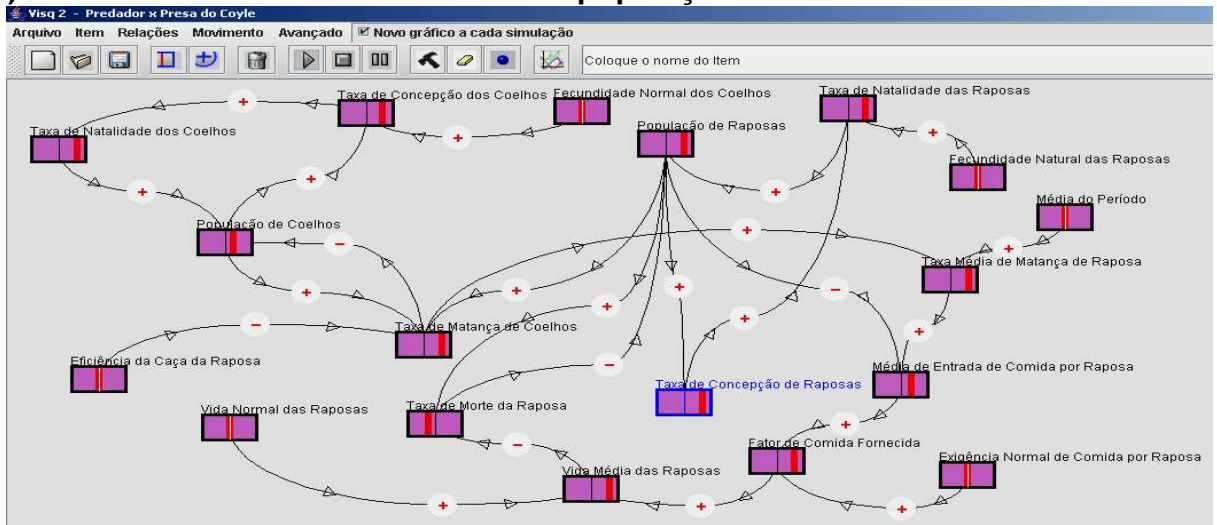 Visq 2 - Predador x Presa do Coyle
Arquivo Item Relações Movimento Avançado Novo gráfico a cada simulação
Coloque o nome do Item
Taxa de Concepção dos Coelhos
Fecundidade Normal dos Coelhos
Taxa de Natalidade das Raposas
Taxa de Natalidade dos Coelhos
População de Raposas
Fecundidade Natural das Raposas
Média do Período
População de Coelhos
Taxa Média de Matança de Raposa
Taxa de Matança de Coelhos
Eficiência da Caça da Raposa
Média de Entrada de Comida por Raposa
Taxa de Concepção de Raposas
Vida Normal das Raposas
Taxa de Morte da Raposa
Fator de Comida Fornecida
Exigência Normal de Comida por Raposa
Vida Média das Raposas